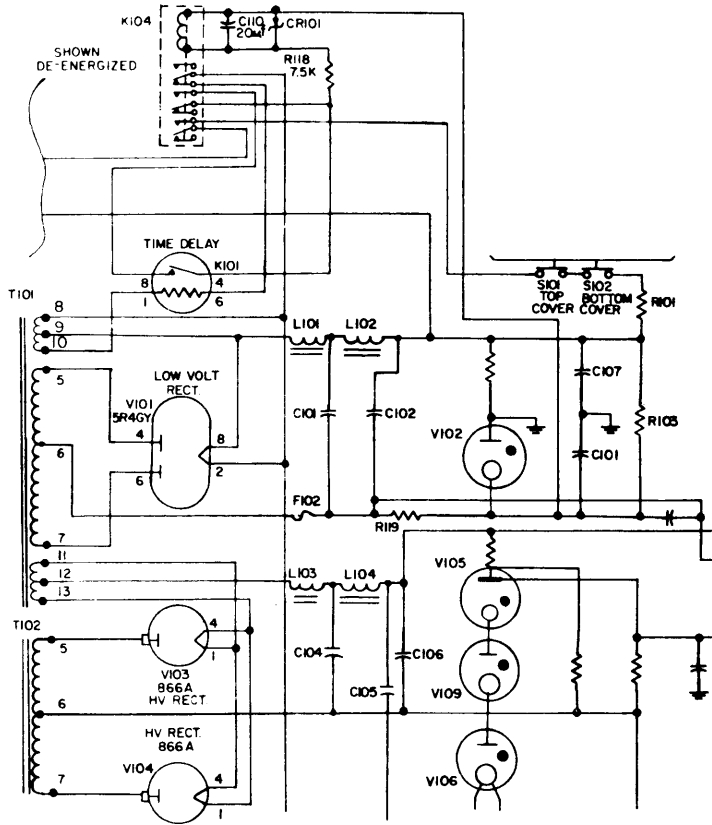 K104
C110
20Mf
CR101
SHOWN
DE-ENERGIZED
R118
7.5K
TIME DELAY
K101
8
4
1
6
S101
TOP
COVER
S102
BOTTOM
COVER
R101
T101
8
9
10
L101
L102
5
LOW VOLT
RECT.
V101
5R4GY
4
8
6
2
6
C101
C102
V102
C107
R103
C101
F102
R119
7
11
12
13
L103
L104
V105
T102
5
4
1
V103
866A
HV RECT.
C104
C106
C105
V109
6
HV RECT.
866A
V104
7
4
1
V106